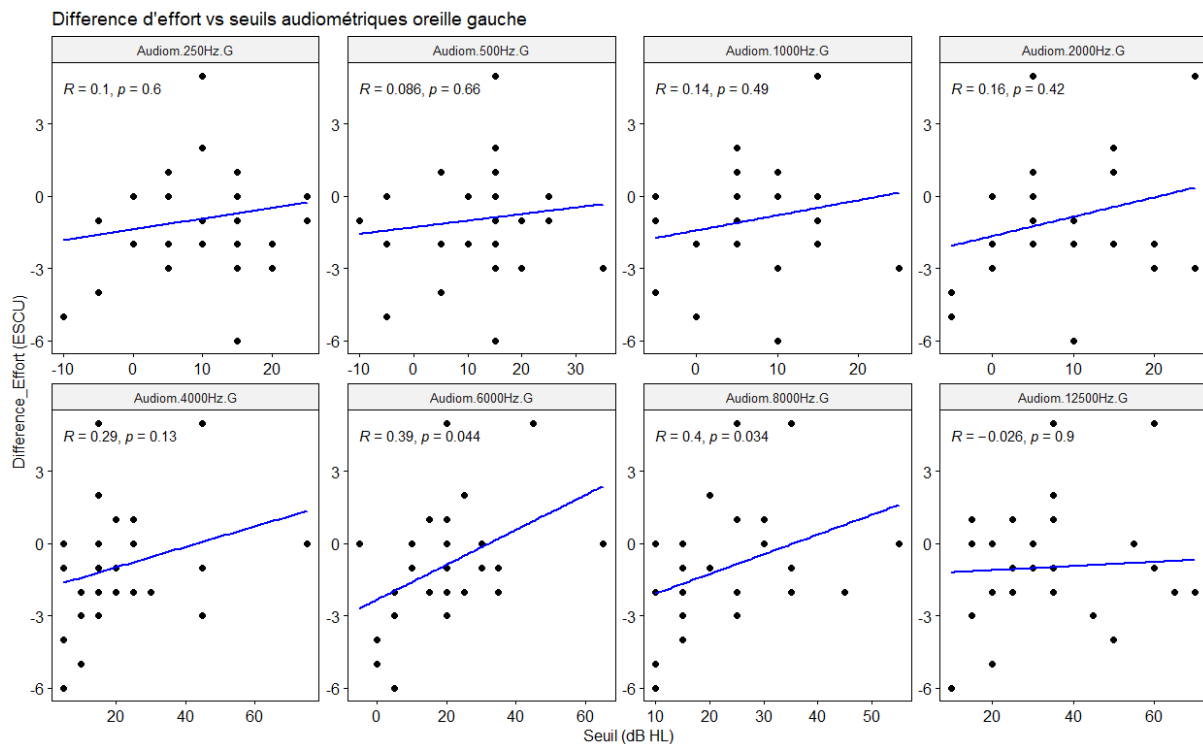 Difference d'effort vs seuils audiométriques oreille gauche
Audiom.250Hz.G
Audiom.500Hz.G
Audiom.1000Hz.G
Audiom.2000Hz.G
R = 0.1, p = 0.6
R = 0.086, p = 0.66
R = 0.14, p = 0.49
R = 0.16, p = 0.42
3
0
-3
-6
-10 0 10 20
-10 0 10 20 30
0 10 20
0 10 20
Difference_Effort (ESCU)
Audiom.4000Hz.G
Audiom.6000Hz.G
Audiom.8000Hz.G
Audiom.12500Hz.G
R = 0.29, p = 0.13
R = 0.39, p = 0.044
R = 0.4, p = 0.034
R = −0.026, p = 0.9
3
0
-3
-6
20 40 60
0 20 40 60
10 20 30 40 50
20 40 60
Seuil (dB HL)